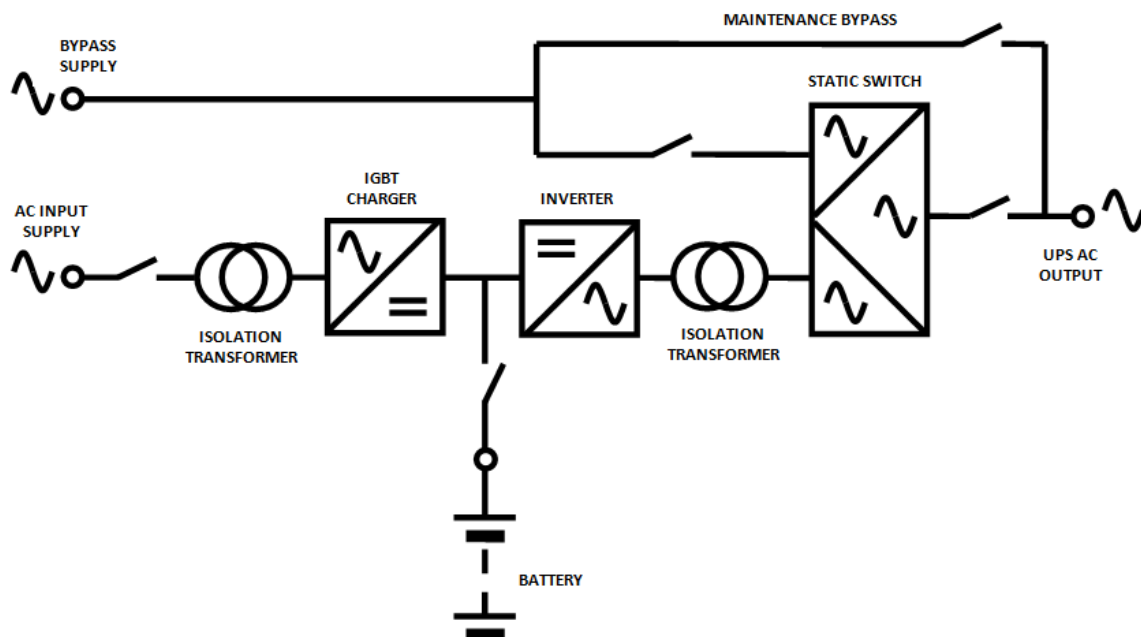 MAINTENANCE BYPASS
BYPASS
SUPPLY
STATIC SWITCH
IGBT
CHARGER
INVERTER
AC INPUT
SUPPLY
UPS AC
OUTPUT
ISOLATION
TRANSFORMER
ISOLATION
TRANSFORMER
BATTERY